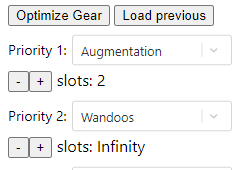 Optimize Gear Load previous
Priority 1: Augmentation
- + slots: 2
Priority 2: Wandoos
- + slots: Infinity